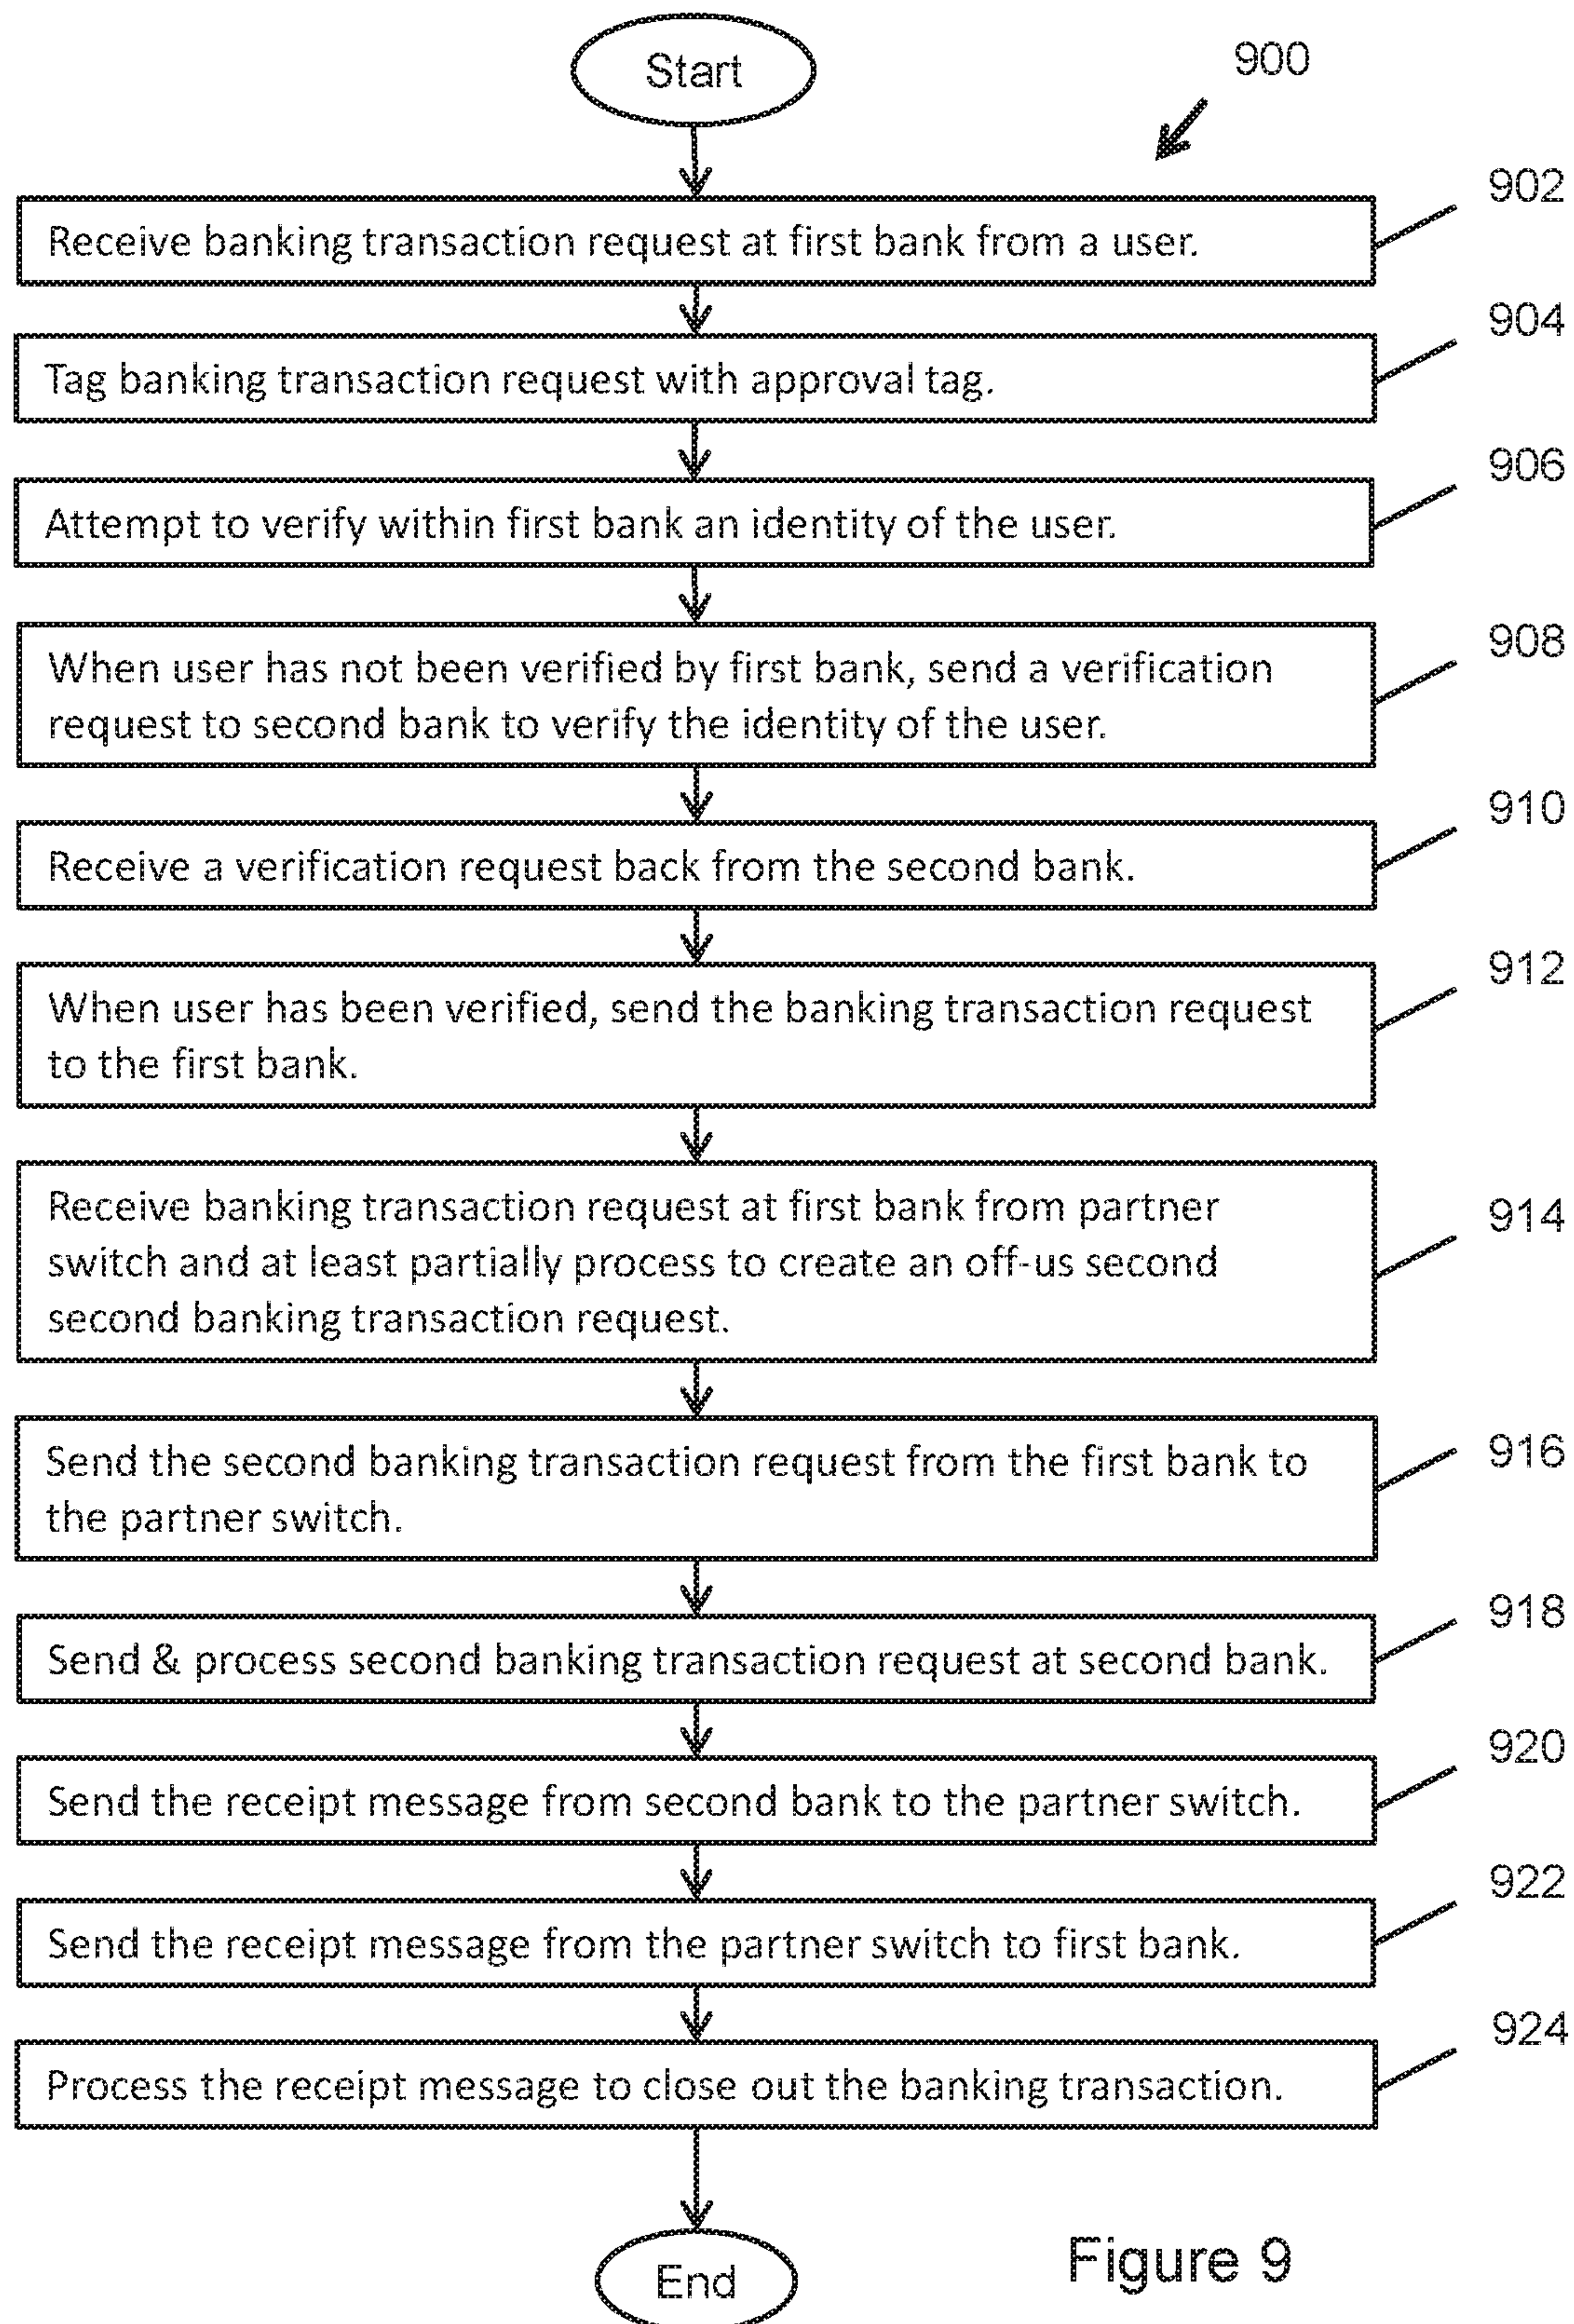 Start
900
902
Receive banking transaction request at first bank from a user.
904
Tag banking transaction request with approval tag.
906
Attempt to verify within first bank an identity of the user.
908
When user has not been verified by first bank, send a verification
request to second bank to verify the identity of the user.
910
Receive a verification request back from the second bank.
912
When user has been verified, send the banking transaction request
to the first bank.
914
Receive banking transaction request at first bank from partner
switch and at least partially process to create an off-us second
second banking transaction request.
916
Send the second banking transaction request from the first bank to
the partner switch.
918
Send & process second banking transaction request at second bank.
920
Send the receipt message from second bank to the partner switch.
922
Send the receipt message from the partner switch to first bank.
924
Process the receipt message to close out the banking transaction.
End
Figure 9